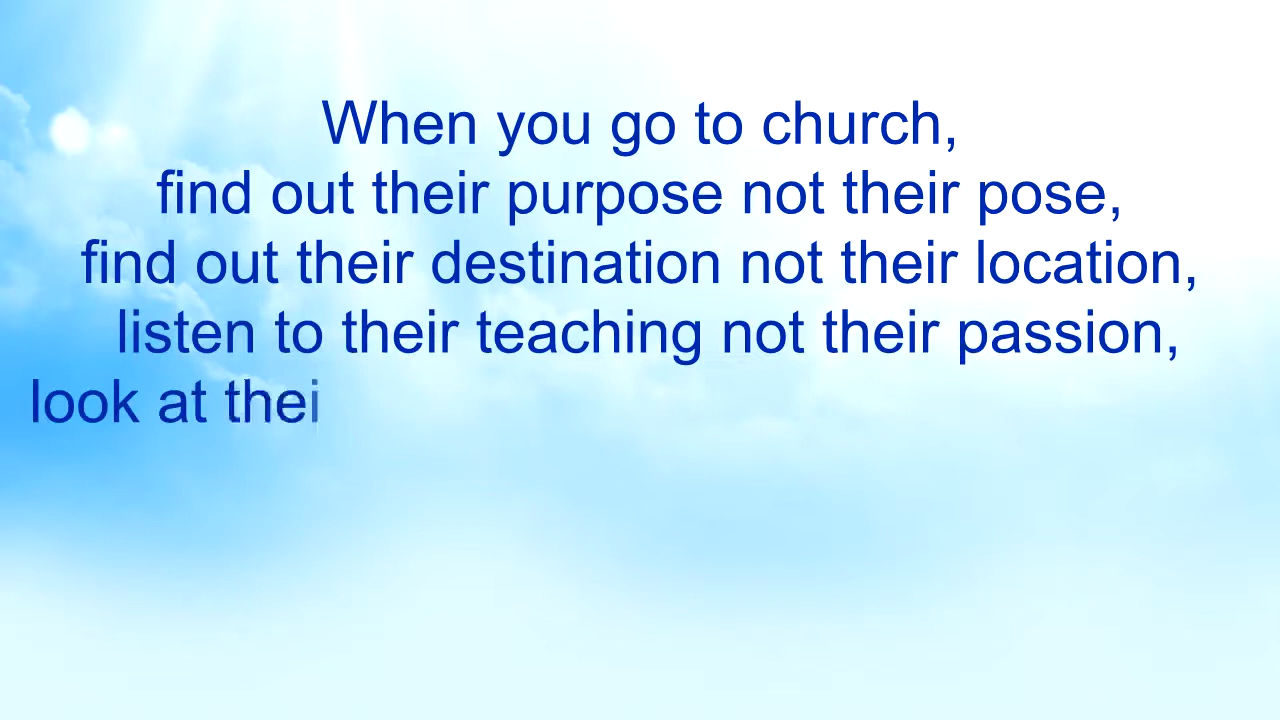 When you go to church,
find out their purpose not their pose,
find out their destination not their location,
listen to their teaching not their passion,
look at thei